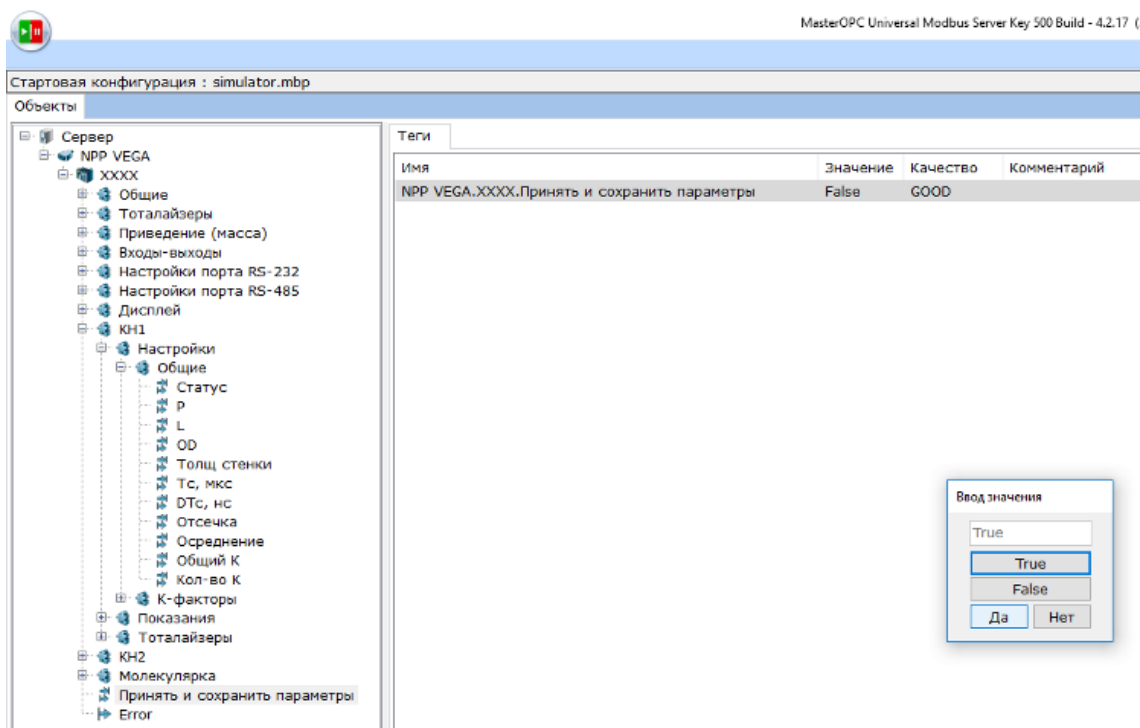 MasterOPC Universal Modbus Server Key 500 Build - 4.2.17 (
Стартовая конфигурация : simulator.mbp
Объекты
Сервер
NPP VEGA
XXXX
Общие
Тоталайзеры
Приведение (масса)
Входы-выходы
Настройки порта RS-232
Настройки порта RS-485
Дисплей
КН1
Настройки
Общие
Статус
P
L
OD
Толщ стенки
Тс, мкс
DTc, нс
Отсечка
Осреднение
Общий К
Кол-во К
К-факторы
Показания
Тоталайзеры
КН2
Молекулярка
Принять и сохранить параметры
Error
Теги
Имя Значение Качество Комментарий
NPP VEGA.XXXX.Принять и сохранить параметры False GOOD
Ввод значения
True
True
False
Да Нет